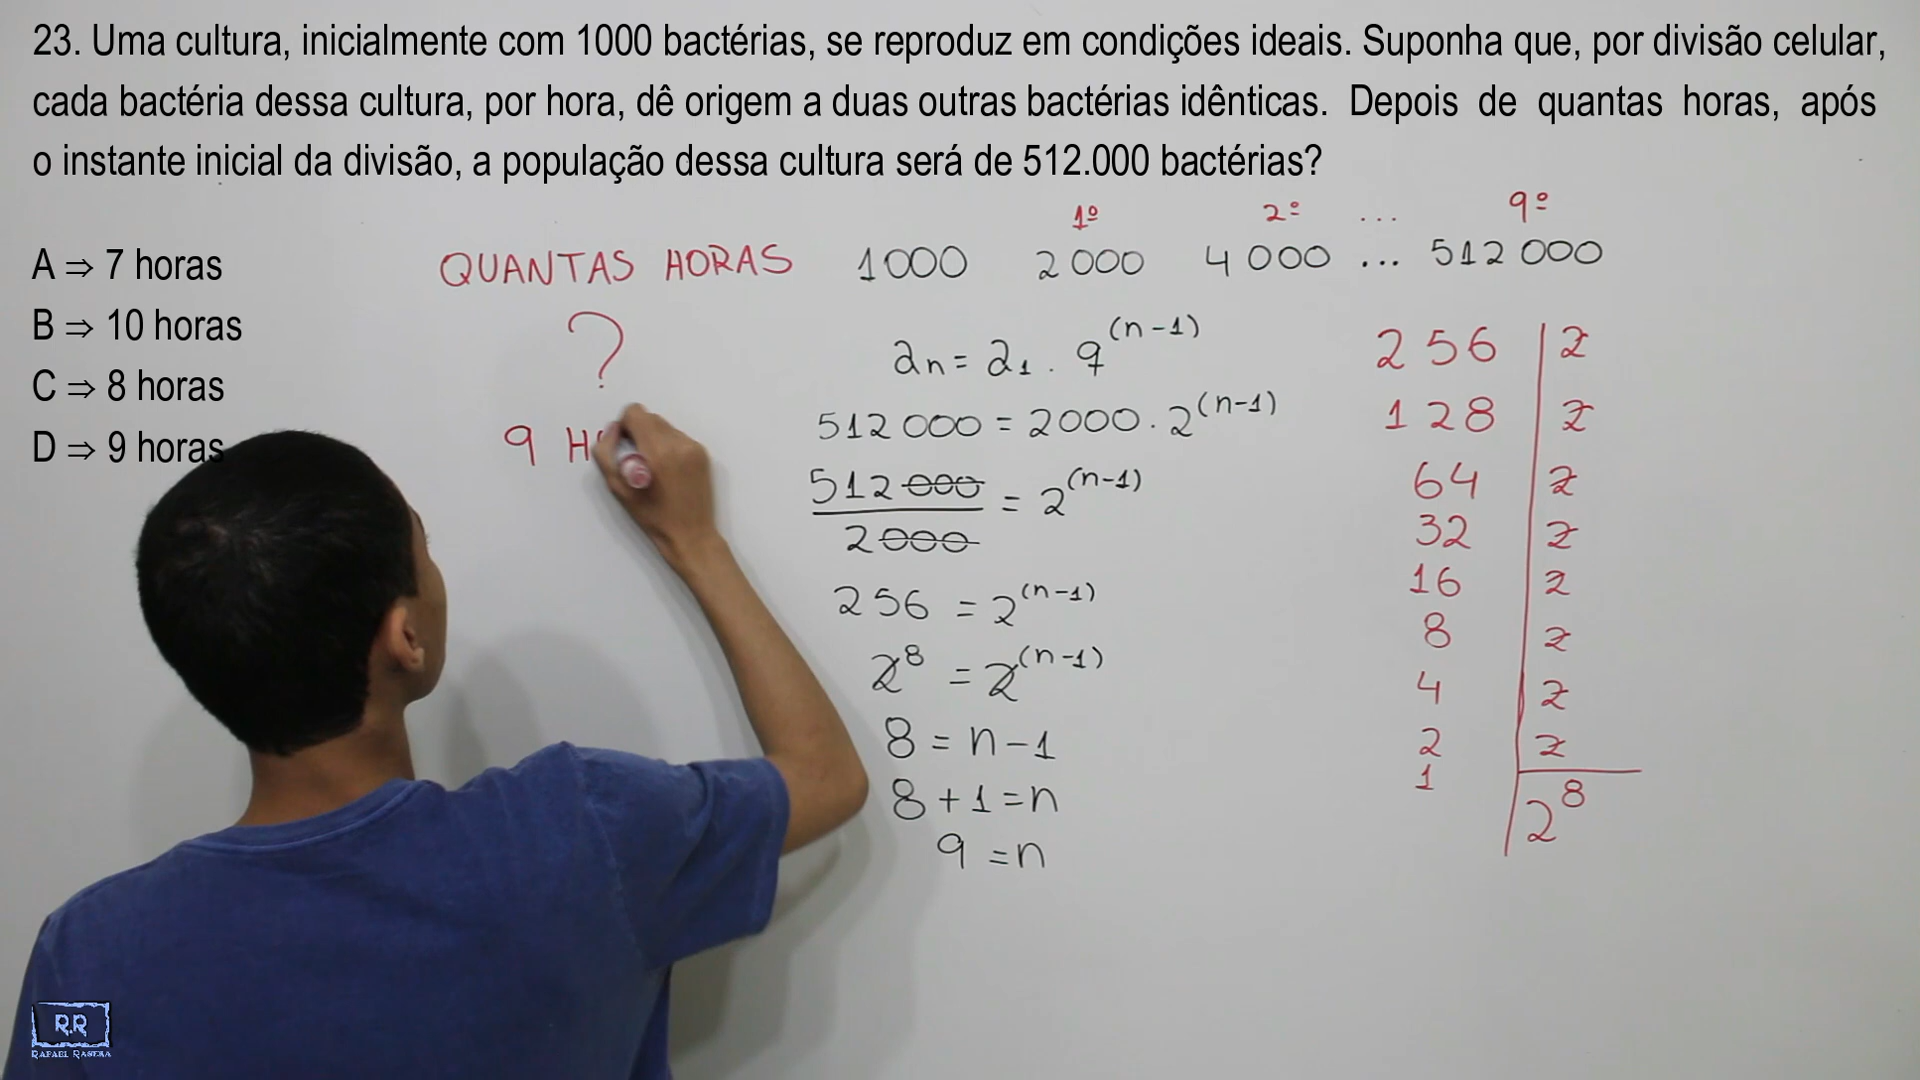 23. Uma cultura, inicialmente com 1000 bactérias, se reproduz em condições ideais. Suponha que, por divisão celular,
cada bactéria dessa cultura, por hora, dê origem a duas outras bactérias idênticas. Depois de quantas horas, após
o instante inicial da divisão, a população dessa cultura será de 512.000 bactérias?
A ⇒ 7 horas
B ⇒ 10 horas
C ⇒ 8 horas
D ⇒ 9 horas
QUANTAS HORAS
?
9 H
1º 2º ... 9º
1000 2000 4000 ... 512000
an = a1 . q^(n-1)
512000 = 2000 . 2^(n-1)
512000/2000 = 2^(n-1)
256 = 2^(n-1)
2^8 = 2^(n-1)
8 = n-1
8+1 = n
9 = n
256 | 2
128 | 2
64 | 2
32 | 2
16 | 2
8 | 2
4 | 2
2 | 2
1
2^8
R.R
RAFAEL RASERA